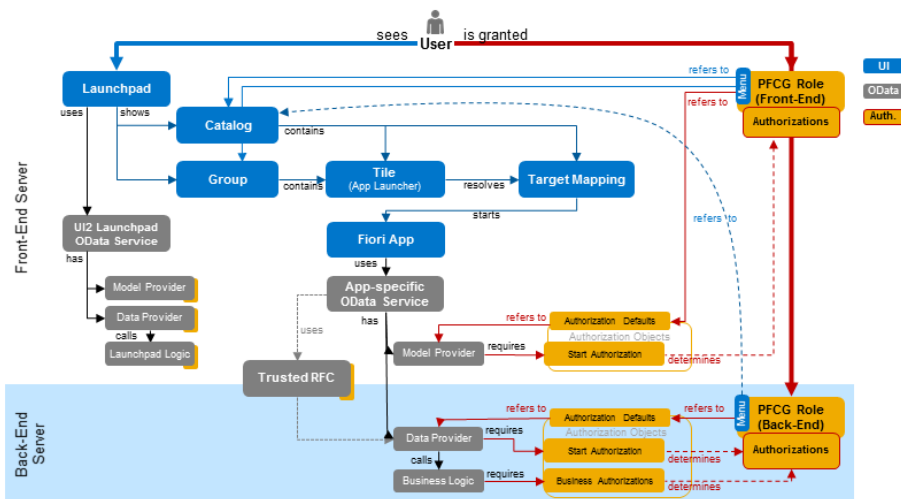 sees
User
is granted
Launchpad
uses
shows
refers to
Menu
PFCG Role
(Front-End)
Authorizations
UI
OData
Auth.
refers to
Catalog
contains
Group
contains
Tile
(App Launcher)
resolves
Target Mapping
starts
refers to
Front-End Server
UI2 Launchpad
OData Service
has
Fiori App
uses
App-specific
OData Service
has
uses
Model Provider
Data Provider
calls
Launchpad Logic
refers to
Authorization Defaults
Authorization Objects
Model Provider
requires
Start Authorization
determines
Trusted RFC
Back-End
Server
refers to
Authorization Defaults
refers to
Menu
PFCG Role
(Back-End)
Authorizations
Data Provider
requires
Authorization Objects
Start Authorization
determines
calls
Business Logic
requires
Business Authorizations
determines